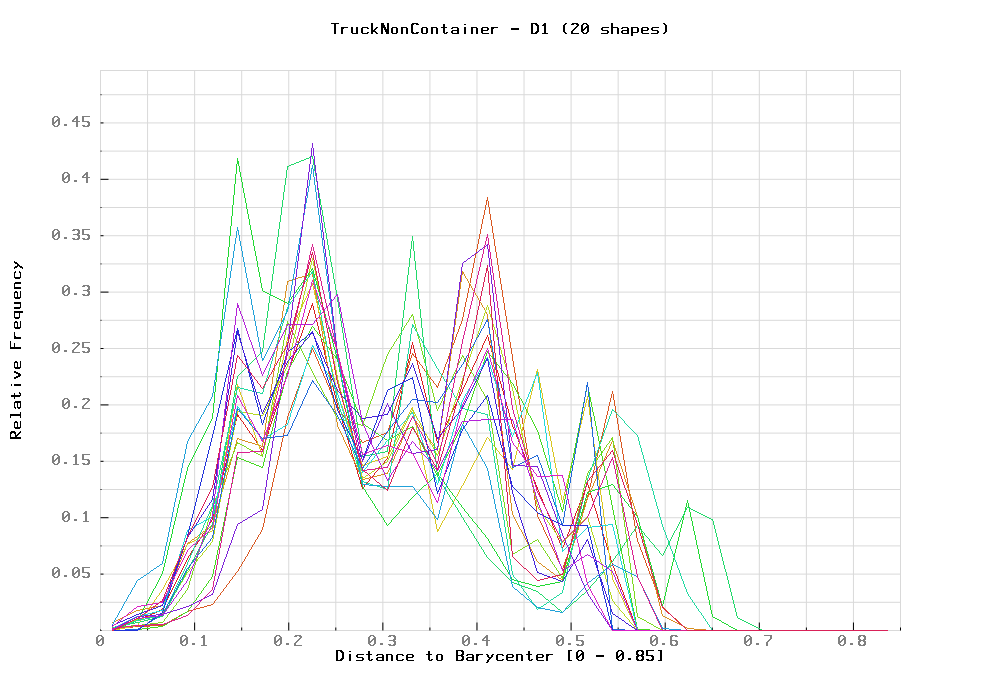 TruckNonContainer - D1 (20 shapes)
Relative Frequency
0.45
0.4
0.35
0.3
0.25
0.2
0.15
0.1
0.05
0 0.1 0.2 0.3 0.4 0.5 0.6 0.7 0.8
Distance to Barycenter [0 - 0.85]